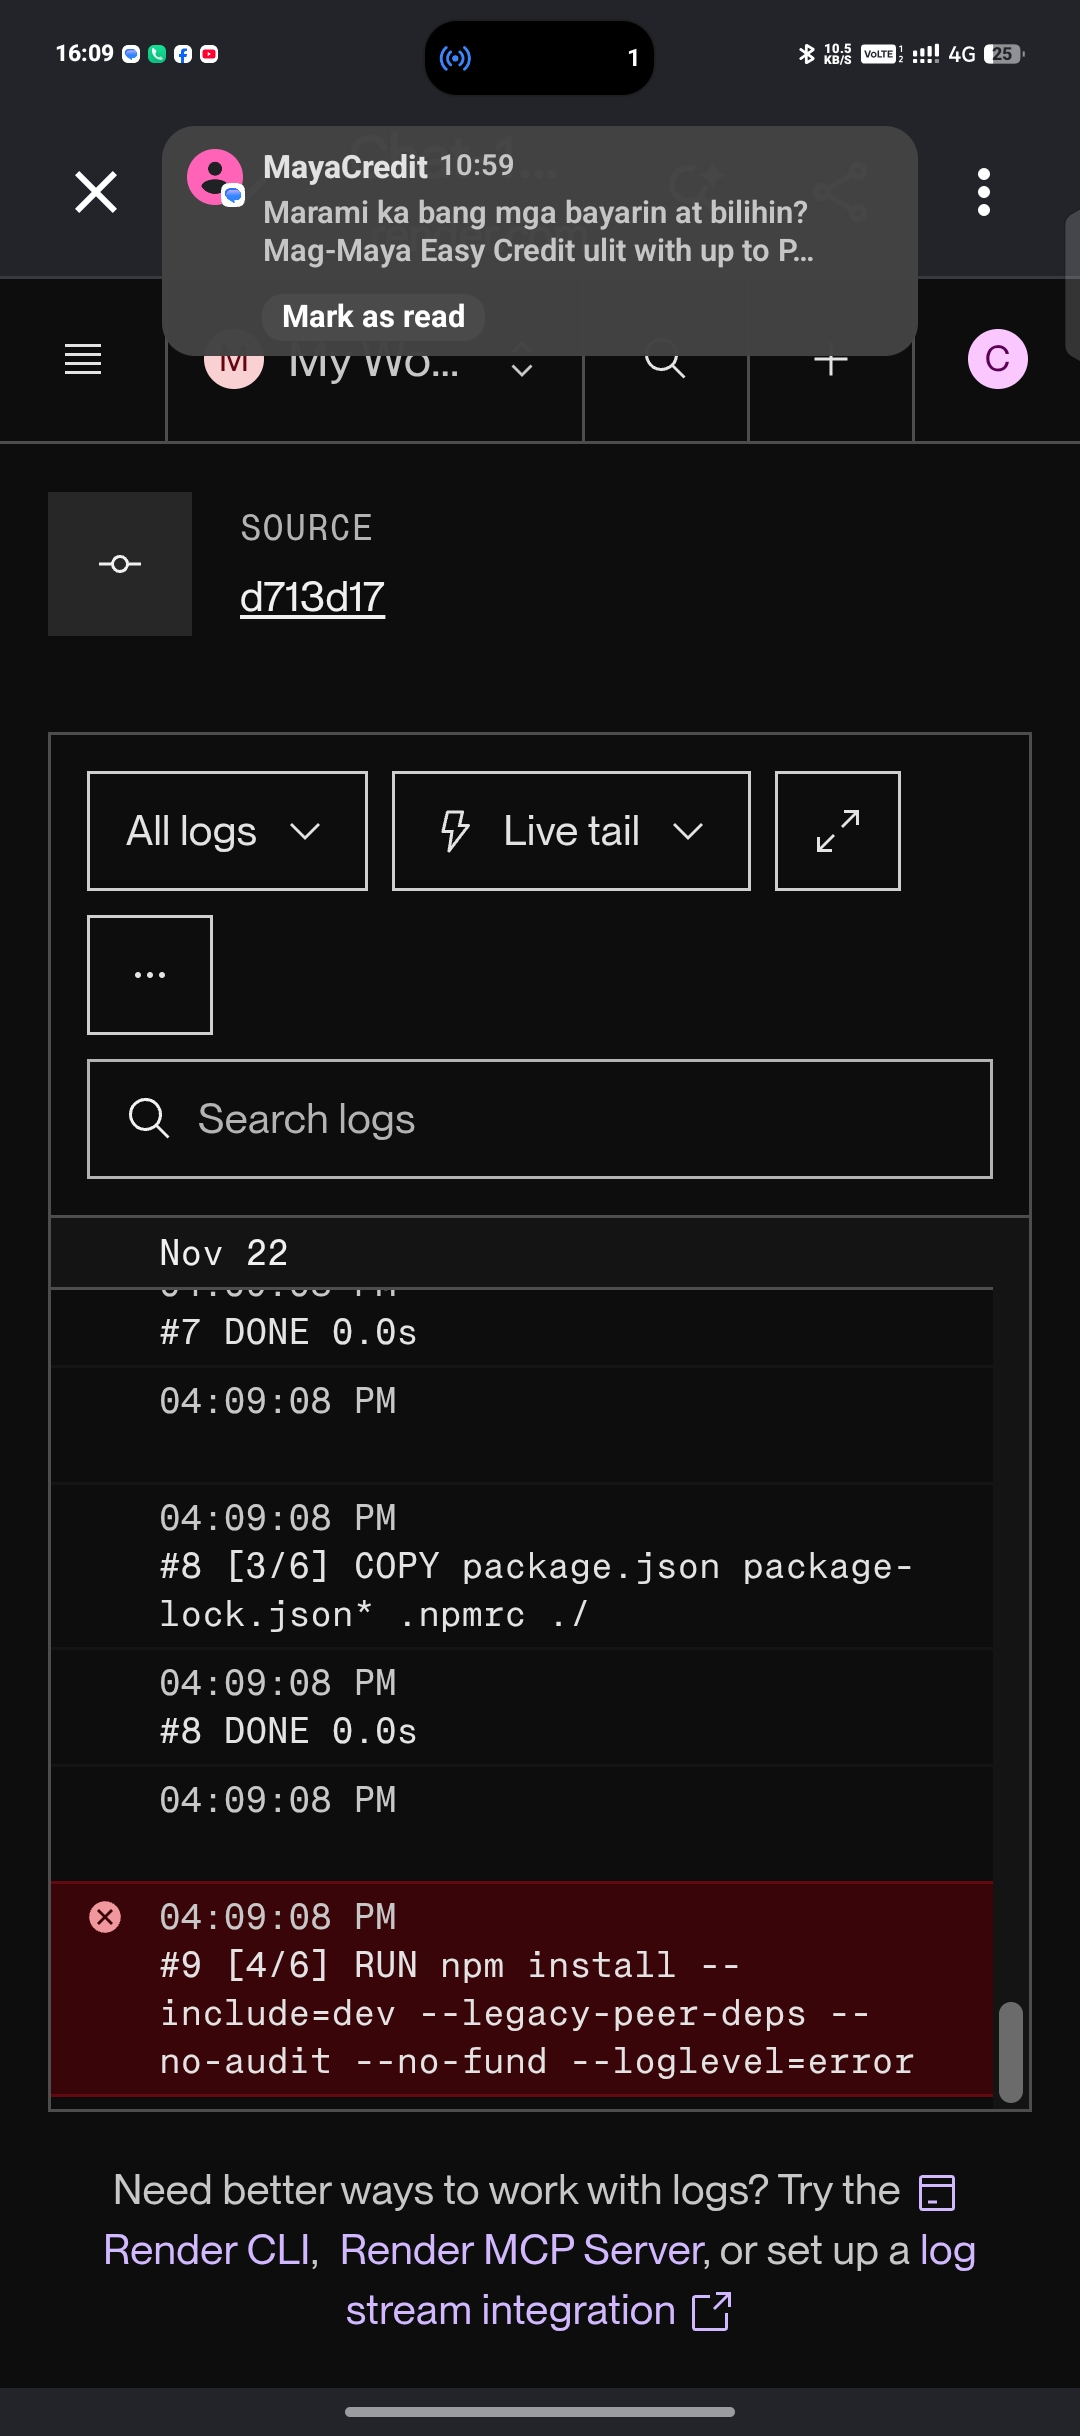 16:09
1
10.5
KB/S
VoLTE
1
2
4G
25
MayaCredit 10:59
Marami ka bang mga bayarin at bilihin?
Mag-Maya Easy Credit ulit with up to P...
Mark as read
M
My Wo...
C
SOURCE
d713d17
All logs
Live tail
...
Search logs
Nov 22
#7 DONE 0.0s
04:09:08 PM
04:09:08 PM
#8 [3/6] COPY package.json package-
lock.json* .npmrc ./
04:09:08 PM
#8 DONE 0.0s
04:09:08 PM
04:09:08 PM
#9 [4/6] RUN npm install --
include=dev --legacy-peer-deps --
no-audit --no-fund --loglevel=error
Need better ways to work with logs? Try the
Render CLI, Render MCP Server, or set up a log
stream integration